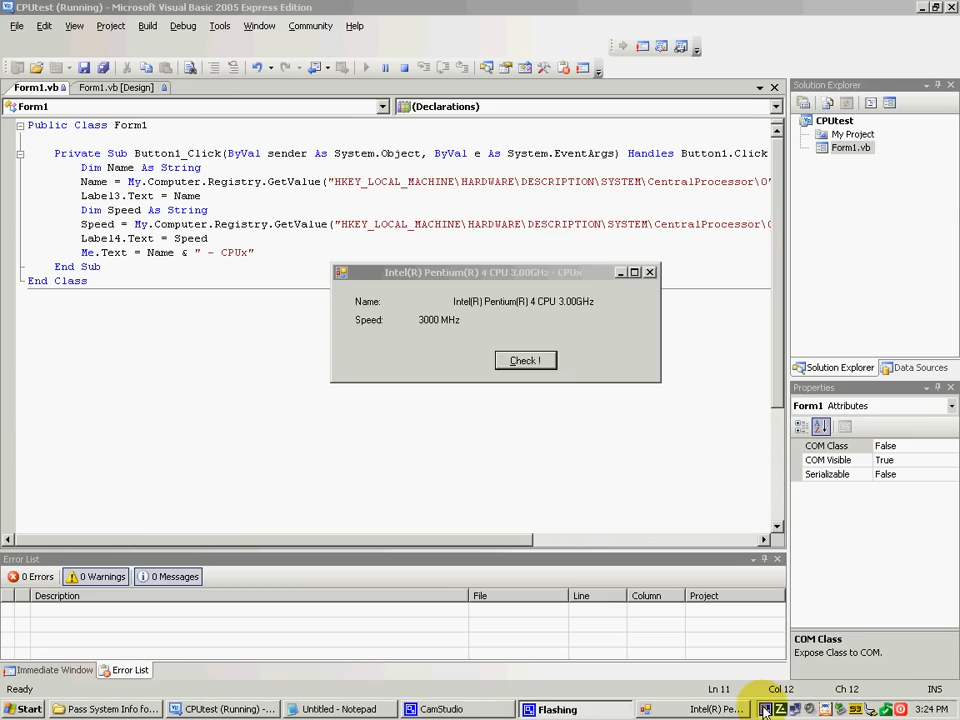 CPUtest (Running) - Microsoft Visual Basic 2005 Express Edition
File Edit View Project Build Debug Tools Window Community Help
Form1.vb Form1.vb [Design]
Form1 (Declarations)
Public Class Form1
Private Sub Button1_Click(ByVal sender As System.Object, ByVal e As System.EventArgs) Handles Button1.Click
Dim Name As String
Name = My.Computer.Registry.GetValue("HKEY_LOCAL_MACHINE\HARDWARE\DESCRIPTION\SYSTEM\CentralProcessor\0"
Label3.Text = Name
Dim Speed As String
Speed = My.Computer.Registry.GetValue("HKEY_LOCAL_MACHINE\HARDWARE\DESCRIPTION\SYSTEM\CentralProcessor\
Label4.Text = Speed
Me.Text = Name & " - CPUx"
End Sub
End Class
Intel(R) Pentium(R) 4 CPU 3.00GHz - CPUx
Name: Intel(R) Pentium(R) 4 CPU 3.00GHz
Speed: 3000 MHz
Check !
Solution Explorer
CPUtest
My Project
Form1.vb
Solution Explorer Data Sources
Properties
Form1 Attributes
COM Class False
COM Visible True
Serializable False
COM Class
Expose Class to COM.
Error List
0 Errors 0 Warnings 0 Messages
Description File Line Column Project
Immediate Window Error List
Ready Ln 11 Col 12 Ch 12 INS
Start Pass System Info fo... CPUtest (Running) - ... Untitled - Notepad CamStudio Flashing Intel(R) Pe... 3:24 PM